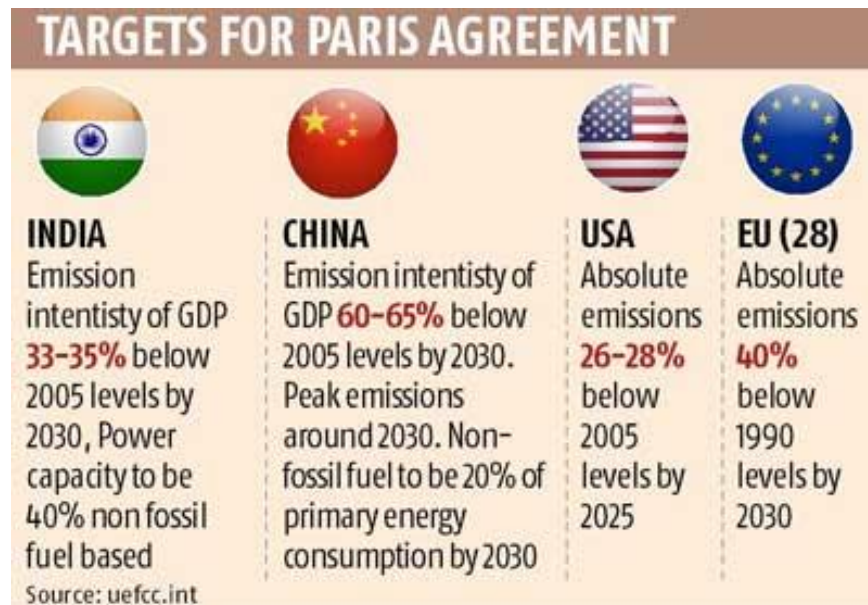 TARGETS FOR PARIS AGREEMENT
INDIA
Emission
intentisty of GDP
33-35% below
2005 levels by
2030, Power
capacity to be
40% non fossil
fuel based
CHINA
Emission intentisty of
GDP 60-65% below
2005 levels by 2030.
Peak emissions
around 2030. Non-
fossil fuel to be 20% of
primary energy
consumption by 2030
USA
Absolute
emissions
26-28%
below
2005
levels by
2025
EU (28)
Absolute
emissions
40%
below
1990
levels by
2030
Source: uefcc.int